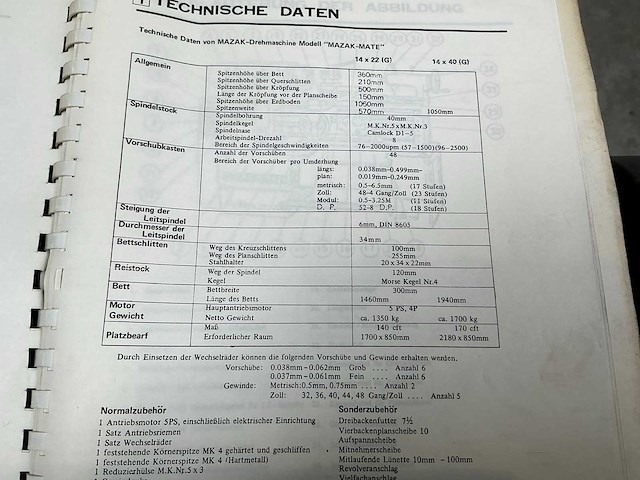 1 TECHNISCHE DATEN
ABBILDUNG
Technische Daten von MAZAK-Drehmaschine Modell "MAZAK-MATE"
14 x 22 (G) 14 x 40 (G)
Allgemein
Spitzenhöhe über Bett 360mm
Spitzenhöhe über Querschlitten 210mm
Spitzenhöhe über Kröpfung 500mm
Länge der Kröpfung vor der Planscheibe 150mm
Spitzenhöhe über Erdboden 1060mm
Spitzenweite 570mm 1050mm
Spindelstock
Spindelbohrung 40mm
Spindelkegel M.K.Nr.5xM.K.Nr.3
Spindelnase Camlock D1-5
Arbeitspindel-Drezahl 8
Bereich der Spindelgeschwindigkeiten 76-2000upm (57-1500)(96-2500)
Vorschubkasten
Anzahl der Vorschüben 48
Bereich der Vorschüber pro Umderhung
längs: 0.038mm-0.499mm-
plan: 0.019mm-0.249mm
metrisch: 0.5-6.5mm (17 Stufen)
Zoll: 48-4 Gang/Zoll (23 Stufen)
Modul: 0.5-3.25M (11 Stufen)
D. P. 52-8 D.P. (18 Stufen)
Steigung der Leitspindel 6mm, DIN 8605
Durchmesser der Leitspindel 34mm
Bettschlitten
Weg des Kreuzschlittens 100mm
Weg des Planschlitten 255mm
Stahlhalter 20 x 34 x 22mm
Reistock
Weg der Spindel 120mm
Kegel Morse Kegel Nr.4
Bett
Bettbreite 300mm
Länge des Betts 1460mm 1940mm
Motor
Hauptantriebsmotor 5 PS, 4P
Gewicht
Netto Gewicht ca. 1350 kg ca. 1700 kg
Maß 140 cft 170 cft
Platzbearf
Erforderlicher Raum 1700 x 850mm 2180 x 850mm
Durch Einsetzen der Wechselräder können die folgenden Vorschübe und Gewinde erhalten werden.
Vorschübe: 0.038mm-0.062mm Grob .... Anzahl 6
0.037mm-0.061mm Fein .... Anzahl 6
Gewinde: Metrisch:0.5mm, 0.75mm .... Anzahl 2
Zoll: 32, 36, 40, 44, 48 Gang/Zoll .... Anzahl 5
Normalzubehör
1 Antriebsmotor 5PS, einschließlich elektrischer Einrichtung
1 Satz Antriebsriemen
1 Satz Wechselräder
1 feststehende Körnerspitze MK 4 gehärtet und geschliffen
1 feststehende Körnerspitze MK 4 (Hartmetall)
1 Reduzierhülse M.K.Nr.5 x 3
Sonderzubehör
Dreibackenfutter 7½
Vierbackenplanscheibe 10
Aufspannscheibe
Mitnehmerscheibe
Mitlaufende Lünette 10mm - 100mm
Revolveranschlag
Vielfachanschlag